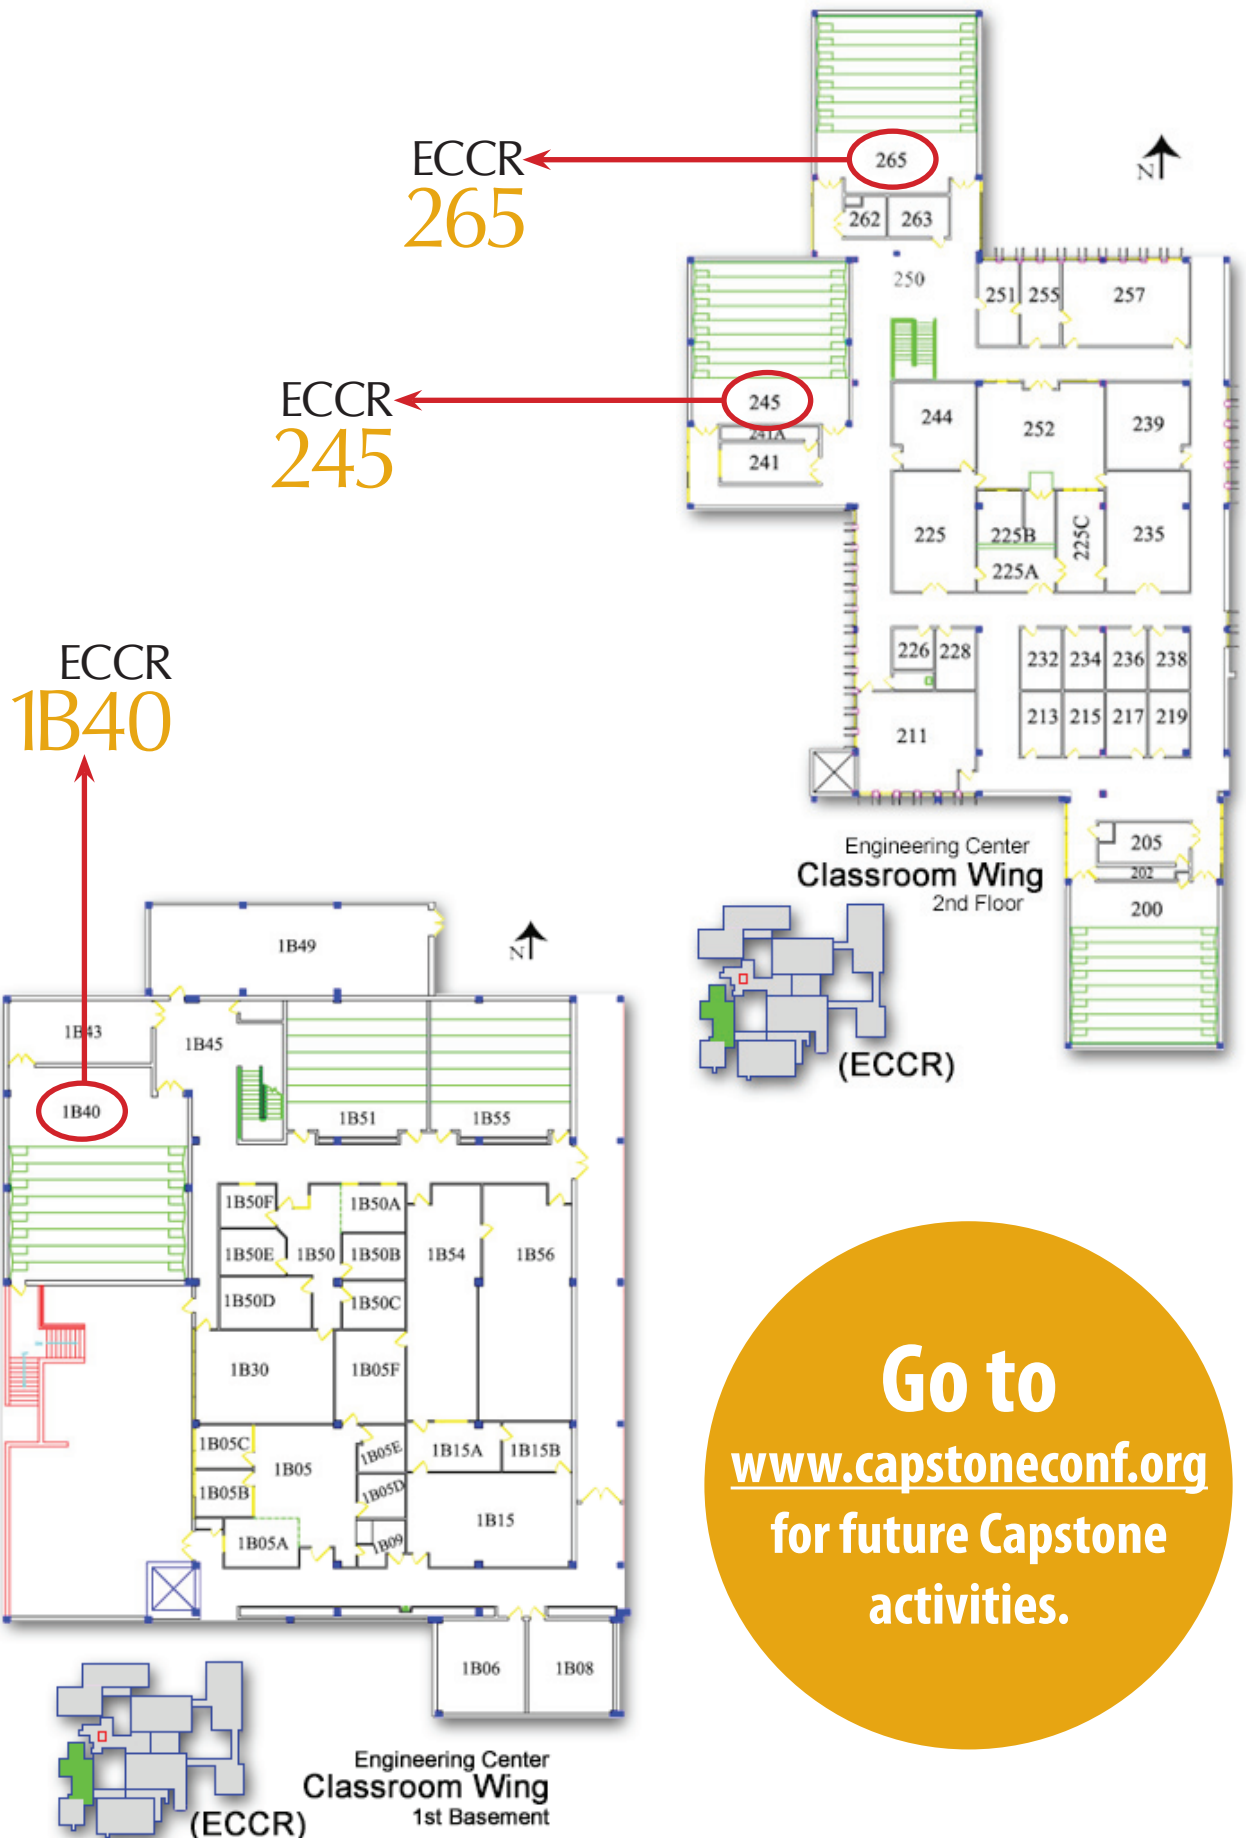 ECCR
265
265
N
262
263
250
251
255
257
ECCR
245
245
241A
241
244
252
239
225
225B
225C
235
225A
226
228
232
234
236
238
213
215
217
219
211
205
202
200
Engineering Center
Classroom Wing
2nd Floor
(ECCR)
ECCR
1B40
N
1B49
1B43
1B45
1B40
1B51
1B55
1B50F
1B50A
1B50E
1B50
1B50B
1B54
1B56
1B50D
1B50C
1B30
1B05F
1B05C
1B05
1B05E
1B15A
1B15B
1B05B
1B05D
1B15
1B05A
1B09
1B06
1B08
Engineering Center
Classroom Wing
1st Basement
(ECCR)
Go to
www.capstoneconf.org
for future Capstone
activities.